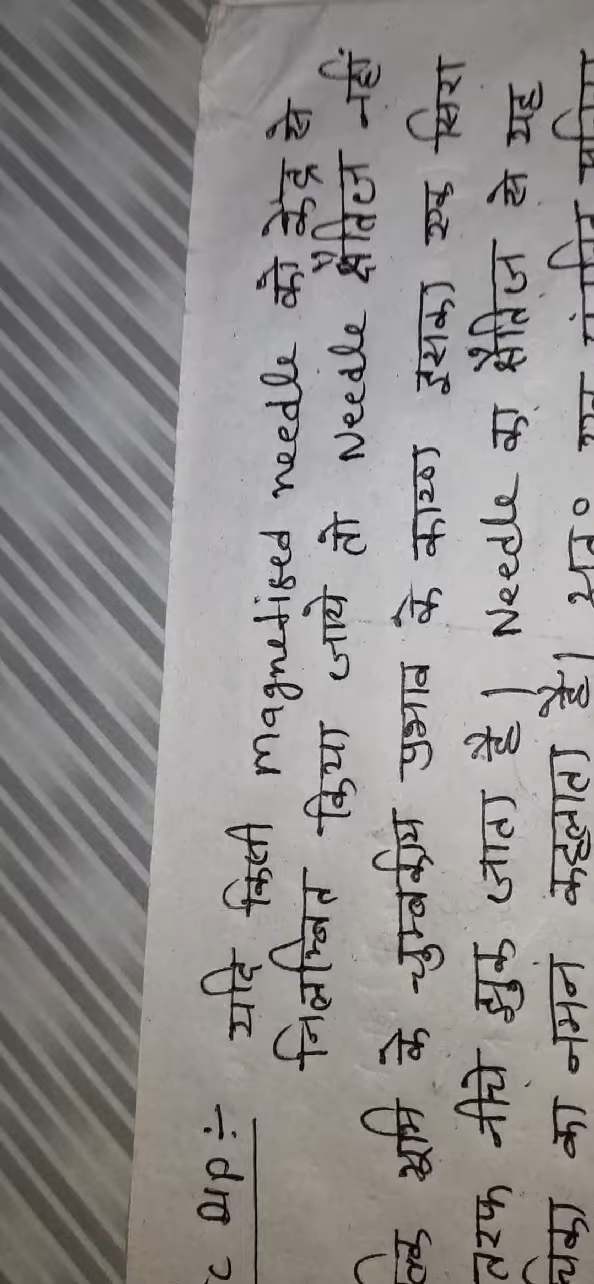 Dip :- यदि किसी magnetised needle को केंद्र से
निलम्बित किया जाये तो Needle क्षैतिज नहीं
भूमि के चुम्बकीय प्रभाव के कारण इसका एक सिरा
तरफ नीचे झुक जाता है। Needle का क्षैतिज से यह
का नमन कहलाता है।